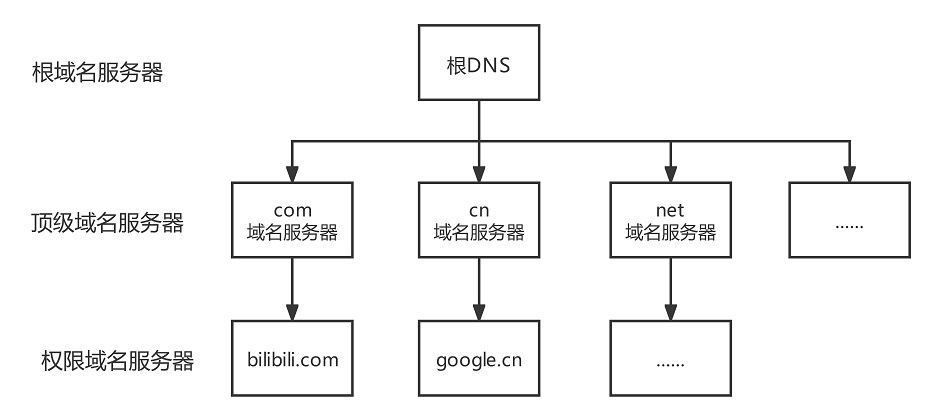 根域名服务器
根DNS
顶级域名服务器
com
域名服务器
cn
域名服务器
net
域名服务器
......
权限域名服务器
bilibili.com
google.cn
......